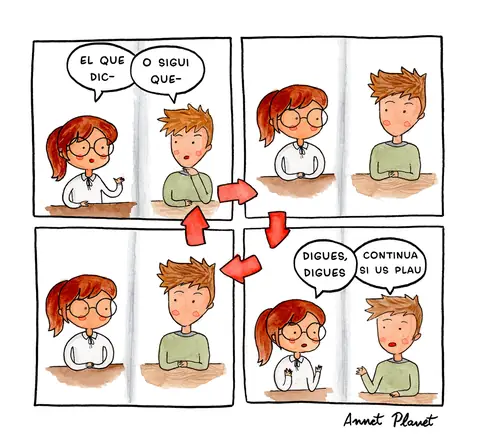 EL QUE
DIC-
O SIGUI
QUE-
DIGUES,
DIGUES
CONTINUA
SI US PLAU
Annet Planet